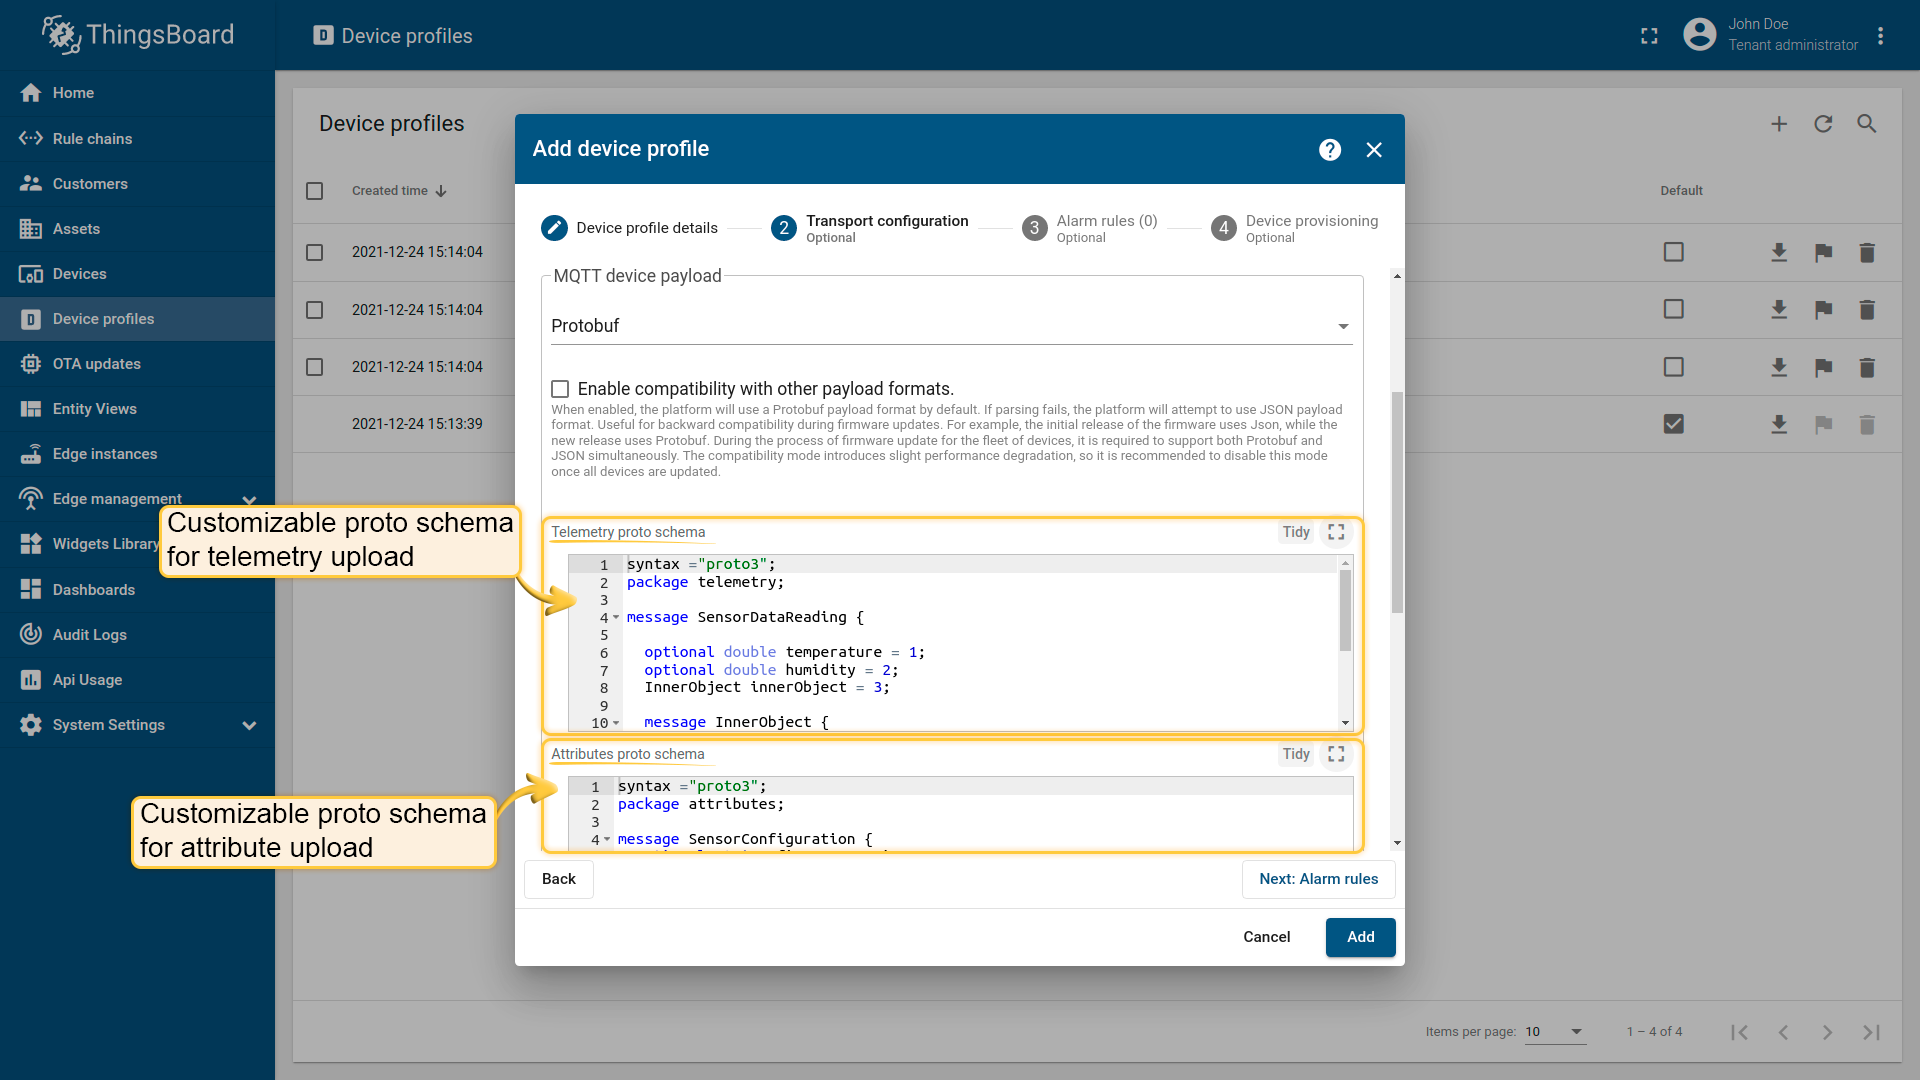 ThingsBoard
Device profiles
John Doe
Tenant administrator
Home
Rule chains
Customers
Assets
Devices
Device profiles
OTA updates
Entity Views
Edge instances
Edge management
Widgets Library
Dashboards
Audit Logs
Api Usage
System Settings
Device profiles
Created time
Default
2021-12-24 15:14:04
2021-12-24 15:14:04
2021-12-24 15:14:04
2021-12-24 15:13:39
Add device profile
Device profile details
2
Transport configuration
Optional
3
Alarm rules (0)
Optional
4
Device provisioning
Optional
MQTT device payload
Protobuf
Enable compatibility with other payload formats.
When enabled, the platform will use a Protobuf payload format by default. If parsing fails, the platform will attempt to use JSON payload
format. Useful for backward compatibility during firmware updates. For example, the initial release of the firmware uses Json, while the
new release uses Protobuf. During the process of firmware update for the fleet of devices, it is required to support both Protobuf and
JSON simultaneously. The compatibility mode introduces slight performance degradation, so it is recommended to disable this mode
once all devices are updated.
Customizable proto schema
for telemetry upload
Telemetry proto schema
Tidy
1 syntax ="proto3";
2 package telemetry;
3
4 message SensorDataReading {
5
6 optional double temperature = 1;
7 optional double humidity = 2;
8 InnerObject innerObject = 3;
9
10 message InnerObject {
Attributes proto schema
Tidy
1 syntax ="proto3";
2 package attributes;
3
4 message SensorConfiguration {
Customizable proto schema
for attribute upload
Back
Next: Alarm rules
Cancel
Add
Items per page: 10
1 – 4 of 4